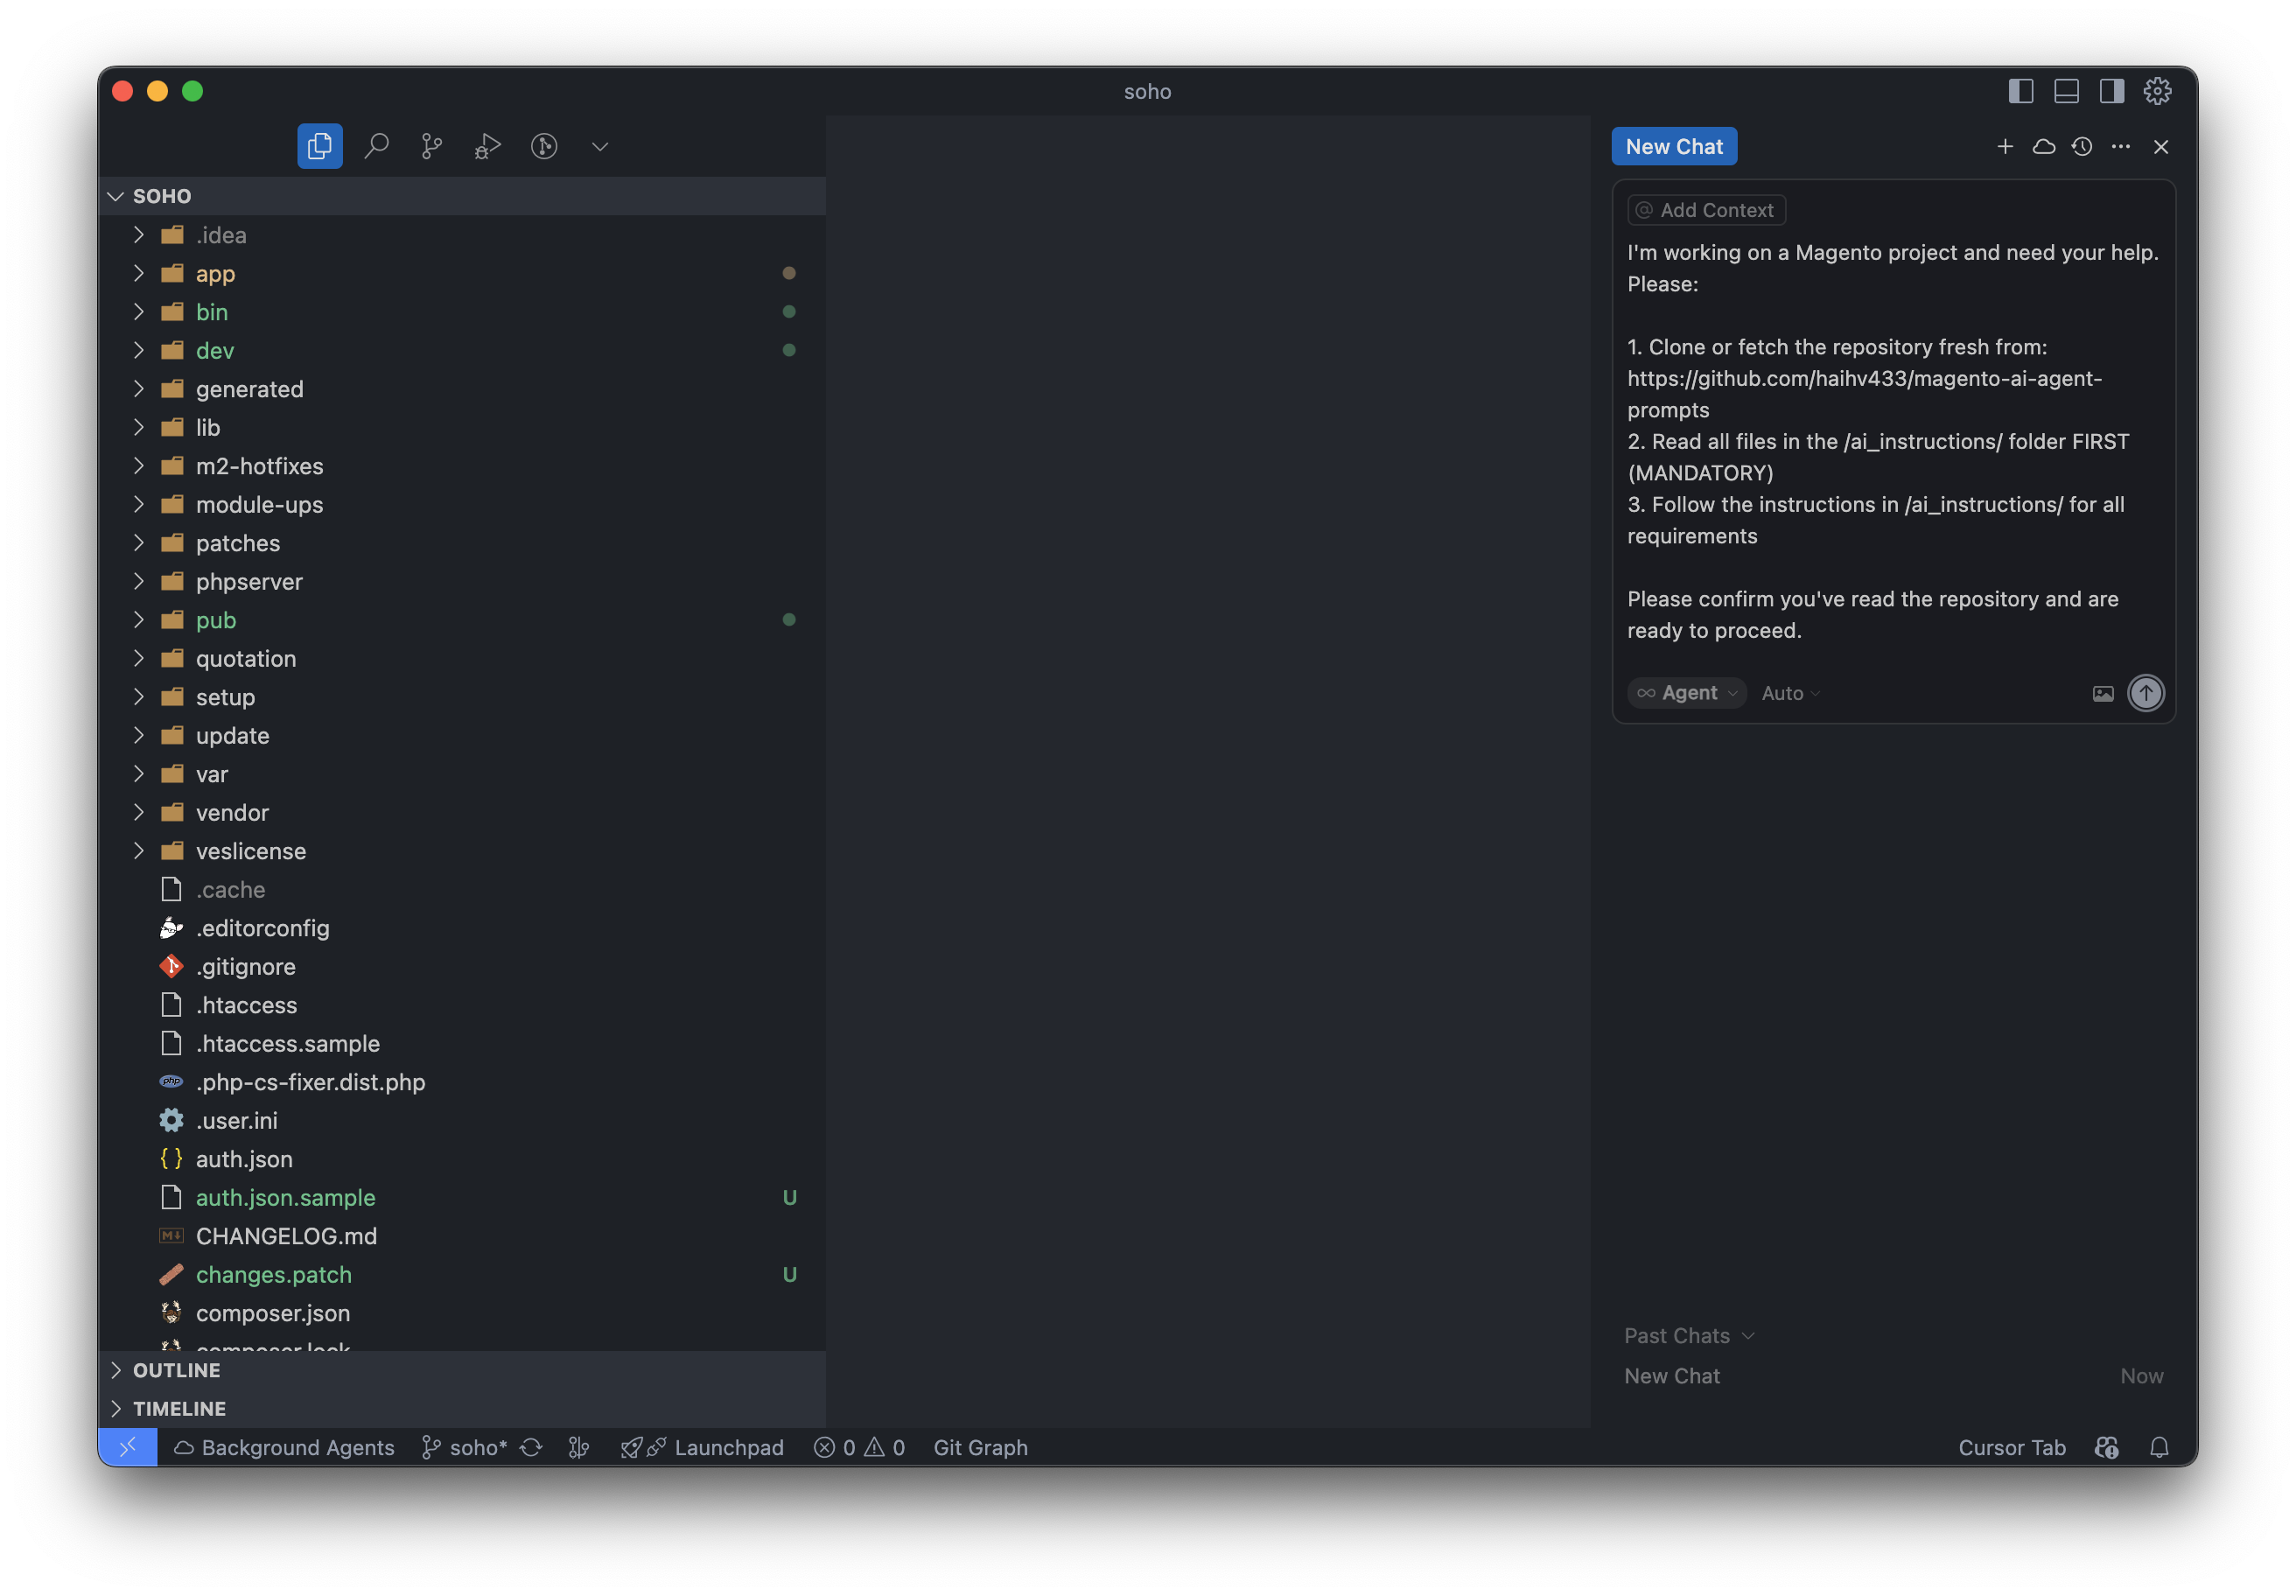 soho
New Chat
SOHO
.idea
app
bin
dev
generated
lib
m2-hotfixes
module-ups
patches
phpserver
pub
quotation
setup
update
var
vendor
veslicense
.cache
.editorconfig
.gitignore
.htaccess
.htaccess.sample
php .php-cs-fixer.dist.php
.user.ini
{} auth.json
auth.json.sample U
M↓ CHANGELOG.md
changes.patch U
composer.json
composer.lock
OUTLINE
TIMELINE
@ Add Context
I'm working on a Magento project and need your help.
Please:
1. Clone or fetch the repository fresh from:
https://github.com/haihv433/magento-ai-agent-
prompts
2. Read all files in the /ai_instructions/ folder FIRST
(MANDATORY)
3. Follow the instructions in /ai_instructions/ for all
requirements
Please confirm you've read the repository and are
ready to proceed.
∞ Agent Auto
Past Chats
New Chat Now
Background Agents soho* Launchpad 0 0 Git Graph Cursor Tab